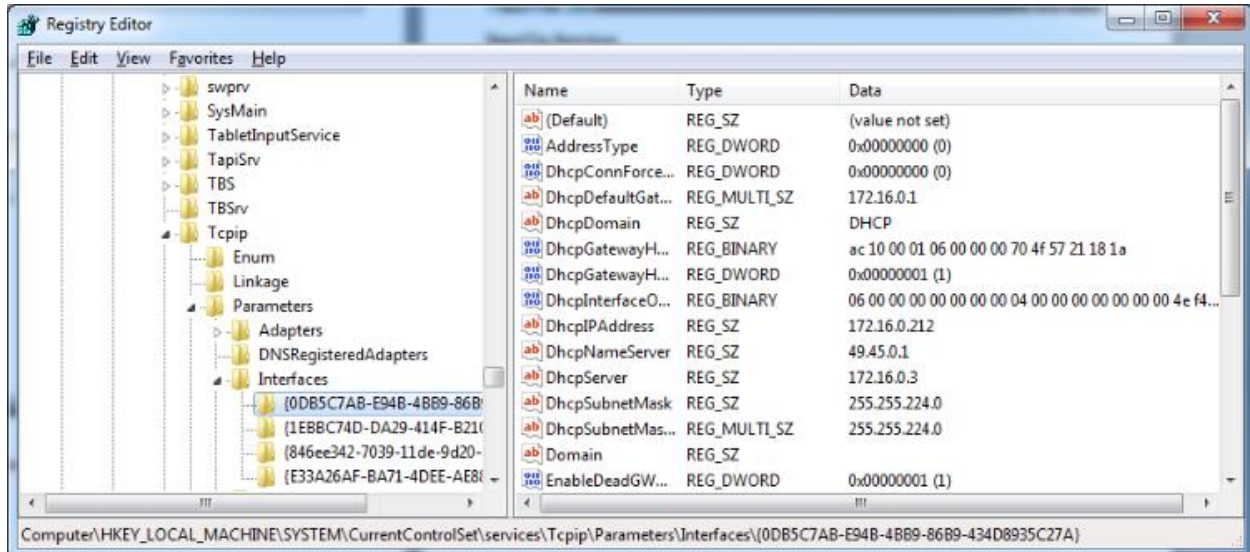 Registry Editor
File Edit View Favorites Help
swprv
SysMain
TabletInputService
TapiSrv
TBS
TBSrv
Tcpip
Enum
Linkage
Parameters
Adapters
DNSRegisteredAdapters
Interfaces
{0DB5C7AB-E94B-4BB9-86B9
{1EBBC74D-DA29-414F-B210
{846ee342-7039-11de-9d20-
{E33A26AF-BA71-4DEE-AE88
Name Type Data
(Default) REG_SZ (value not set)
AddressType REG_DWORD 0x00000000 (0)
DhcpConnForce... REG_DWORD 0x00000000 (0)
DhcpDefaultGat... REG_MULTI_SZ 172.16.0.1
DhcpDomain REG_SZ DHCP
DhcpGatewayH... REG_BINARY ac 10 00 01 06 00 00 00 70 4f 57 21 18 1a
DhcpGatewayH... REG_DWORD 0x00000001 (1)
DhcpInterfaceO... REG_BINARY 06 00 00 00 00 00 00 00 04 00 00 00 00 00 00 00 4e f4...
DhcpIPAddress REG_SZ 172.16.0.212
DhcpNameServer REG_SZ 49.45.0.1
DhcpServer REG_SZ 172.16.0.3
DhcpSubnetMask REG_SZ 255.255.224.0
DhcpSubnetMas... REG_MULTI_SZ 255.255.224.0
Domain REG_SZ
EnableDeadGW... REG_DWORD 0x00000001 (1)
Computer\HKEY_LOCAL_MACHINE\SYSTEM\CurrentControlSet\services\Tcpip\Parameters\Interfaces\{0DB5C7AB-E94B-4BB9-86B9-434D8935C27A}